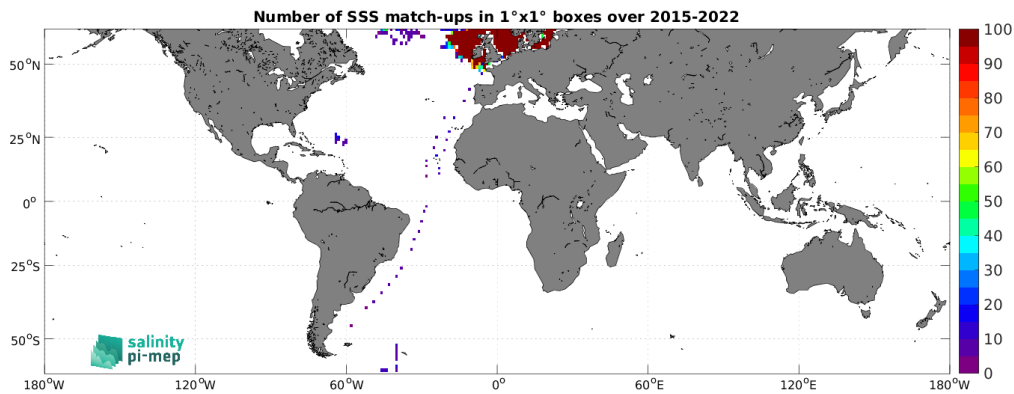 Number of SSS match-ups in 1°x1° boxes over 2015-2022
50°N
25°N
0°
25°S
50°S
180°W
120°W
60°W
0°
60°E
120°E
180°W
salinity
pi-mep
100
90
80
70
60
50
40
30
20
10
0